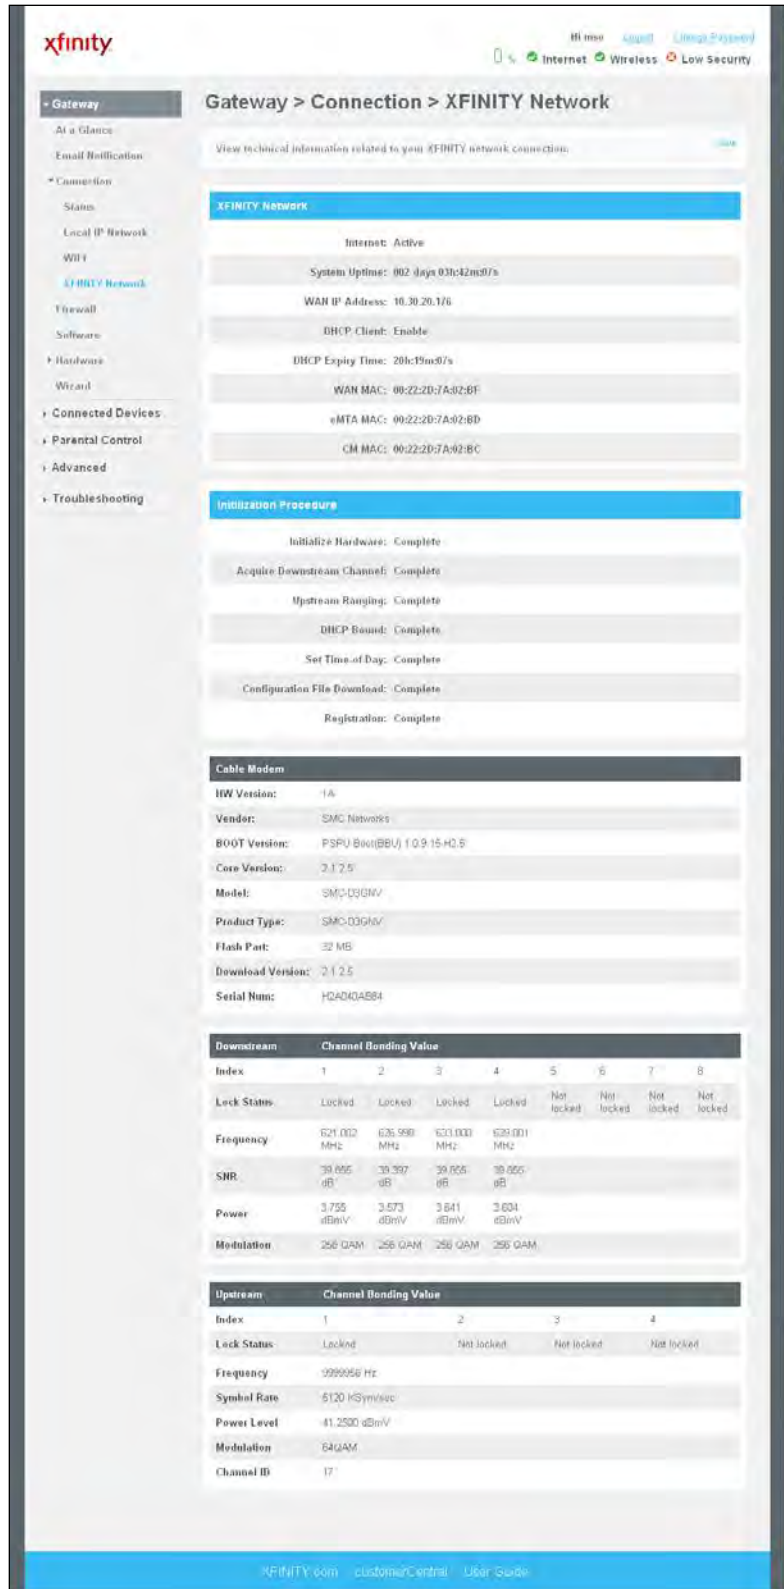 xfinity
Hi mso Logout Change Password
% Internet Wireless Low Security
Gateway
At a Glance
Email Notification
Connection
Status
Local IP Network
WiFi
XFINITY Network
Firewall
Software
Hardware
Wizard
Connected Devices
Parental Control
Advanced
Troubleshooting
Gateway > Connection > XFINITY Network
View technical information related to your XFINITY network connection.
XFINITY Network
Internet: Active
System Uptime: 002 days 03h:42m:07s
WAN IP Address: 10.30.20.176
DHCP Client: Enable
DHCP Expiry Time: 20h:19m:07s
WAN MAC: 00:22:2D:7A:02:BF
eMTA MAC: 00:22:2D:7A:02:BD
CM MAC: 00:22:2D:7A:02:BC
Initilization Procedure
Initialize Hardware: Complete
Acquire Downstream Channel: Complete
Upstream Ranging: Complete
DHCP Bound: Complete
Set Time-of Day: Complete
Configuration File Download: Complete
Registration: Complete
Cable Modem
HW Version: 1A
Vendor: SMC Networks
BOOT Version: PSPU-Boot(BBU) 1.0.9.15-H2.6
Core Version: 2.1.2.5
Model: SMC-D3GNV
Product Type: SMC-D3GNV
Flash Part: 32 MB
Download Version: 2.1.2.5
Serial Num: H2A040AB84
Downstream Channel Bonding Value
Index 1 2 3 4 5 6 7 8
Lock Status Locked Locked Locked Locked Not locked Not locked Not locked Not locked
Frequency 621.002 MHz 626.998 MHz 633.000 MHz 639.001 MHz
SNR 39.855 dB 39.397 dB 39.855 dB 39.855 dB
Power 3.755 dBmV 3.573 dBmV 3.641 dBmV 3.604 dBmV
Modulation 256 QAM 256 QAM 256 QAM 256 QAM
Upstream Channel Bonding Value
Index 1 2 3 4
Lock Status Locked Not locked Not locked Not locked
Frequency 9999956 Hz
Symbol Rate 5120 KSym/sec
Power Level 41.2500 dBmV
Modulation 64QAM
Channel ID 17
XFINITY.com customerCentral User Guide